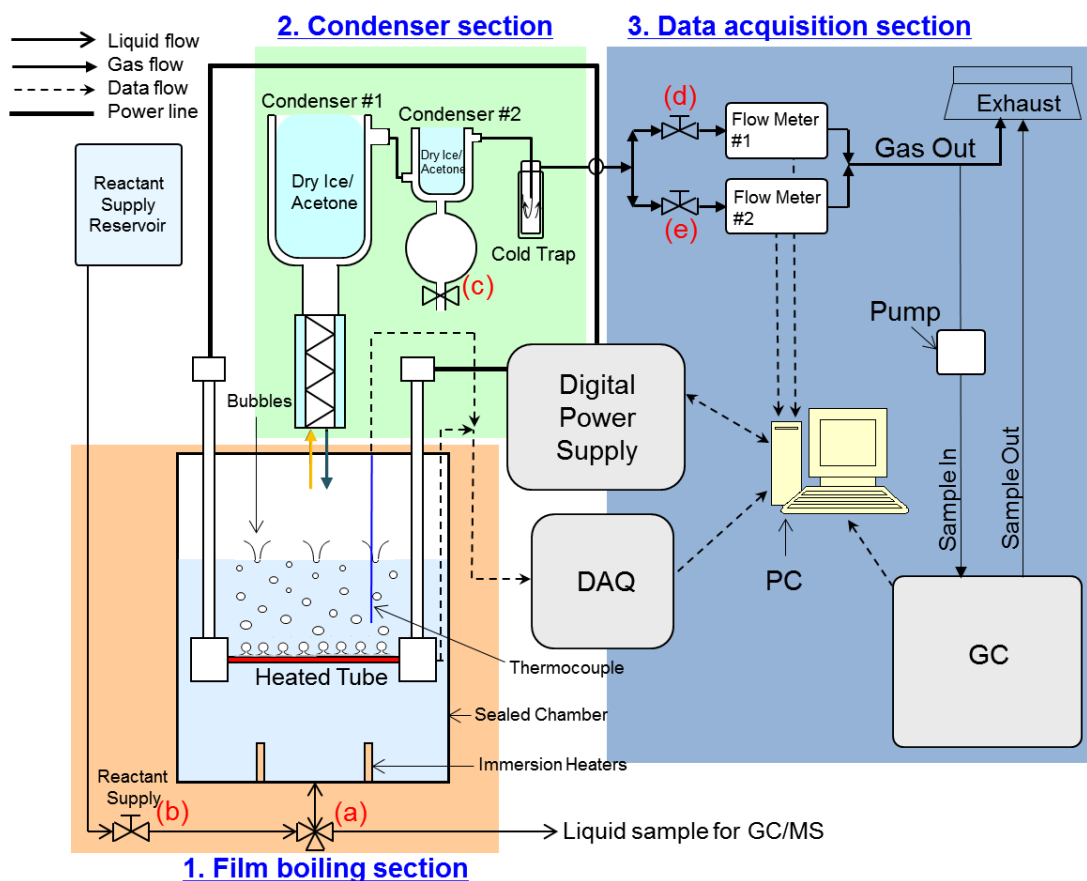 2. Condenser section
3. Data acquisition section
Liquid flow
Gas flow
Data flow
Power line
Condenser #1
Condenser #2
Dry Ice/
Acetone
Dry Ice/
Acetone
Cold Trap
(c)
(d)
(e)
Flow Meter
#1
Flow Meter
#2
Gas Out
Exhaust
Reactant
Supply
Reservoir
Pump
Digital
Power
Supply
Bubbles
Sample In
Sample Out
DAQ
PC
GC
Thermocouple
Heated Tube
Sealed Chamber
Immersion Heaters
Reactant
Supply
(b)
(a)
Liquid sample for GC/MS
1. Film boiling section